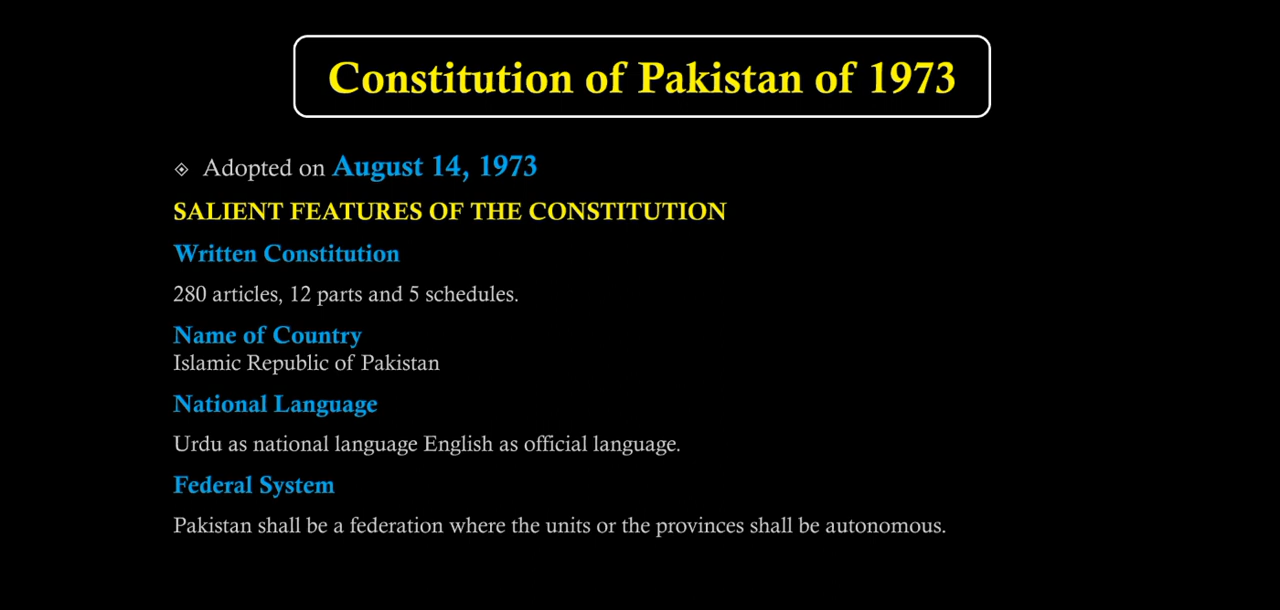 Constitution of Pakistan of 1973
Adopted on August 14, 1973
SALIENT FEATURES OF THE CONSTITUTION
Written Constitution
280 articles, 12 parts and 5 schedules.
Name of Country
Islamic Republic of Pakistan
National Language
Urdu as national language English as official language.
Federal System
Pakistan shall be a federation where the units or the provinces shall be autonomous.